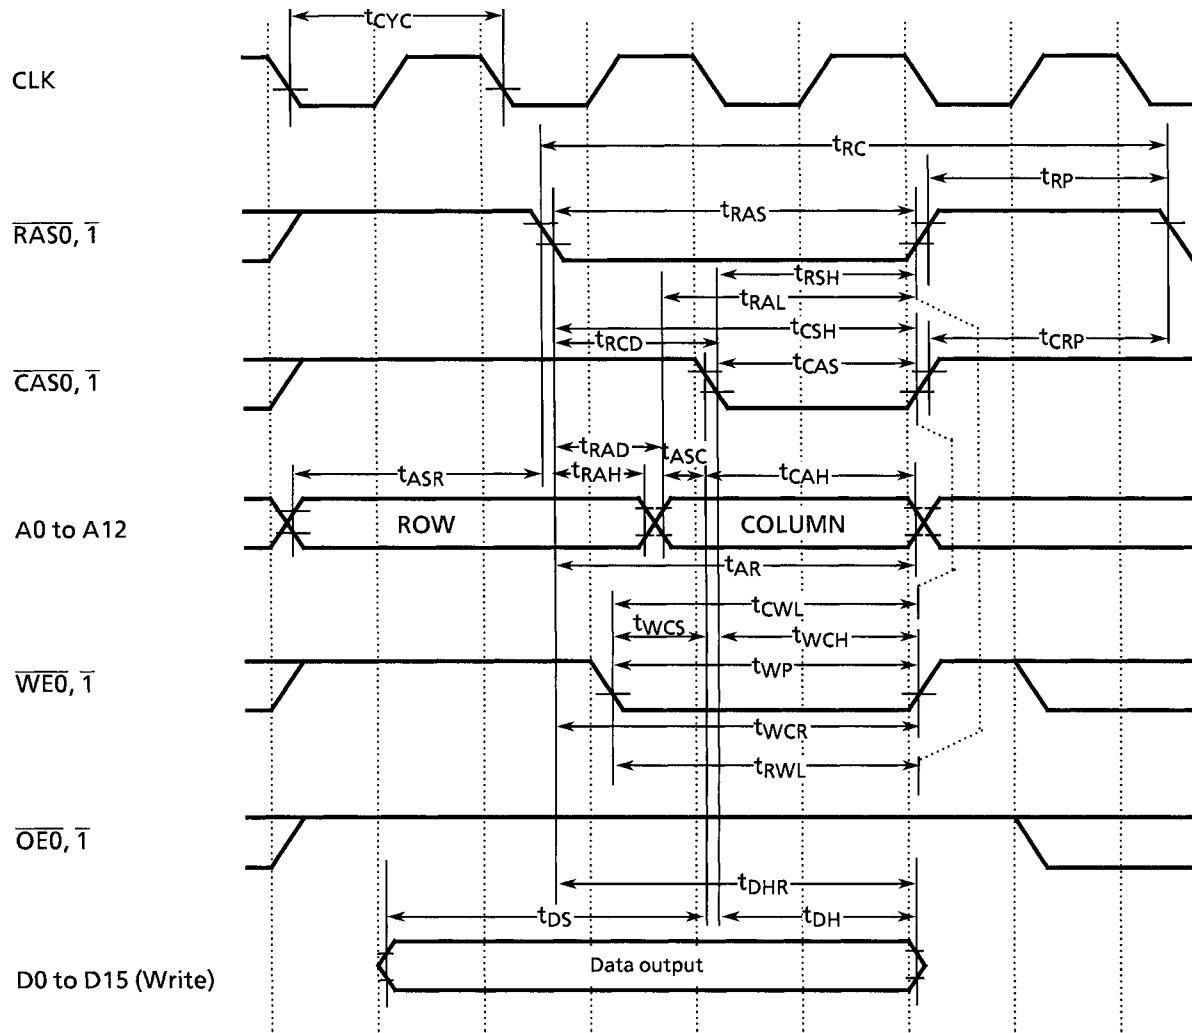 tCYC
CLK
tRC
tRP
RAS0, 1
tRAS
tRSH
tRAL
tCSH
tRCD
tCRP
CAS0, 1
tCAS
tRAD
tASC
tASR
tRAH
tCAH
A0 to A12
ROW
COLUMN
tAR
tCWL
tWCS
tWCH
WE0, 1
tWP
tWCR
tRWL
OE0, 1
tDHR
tDS
tDH
D0 to D15 (Write)
Data output